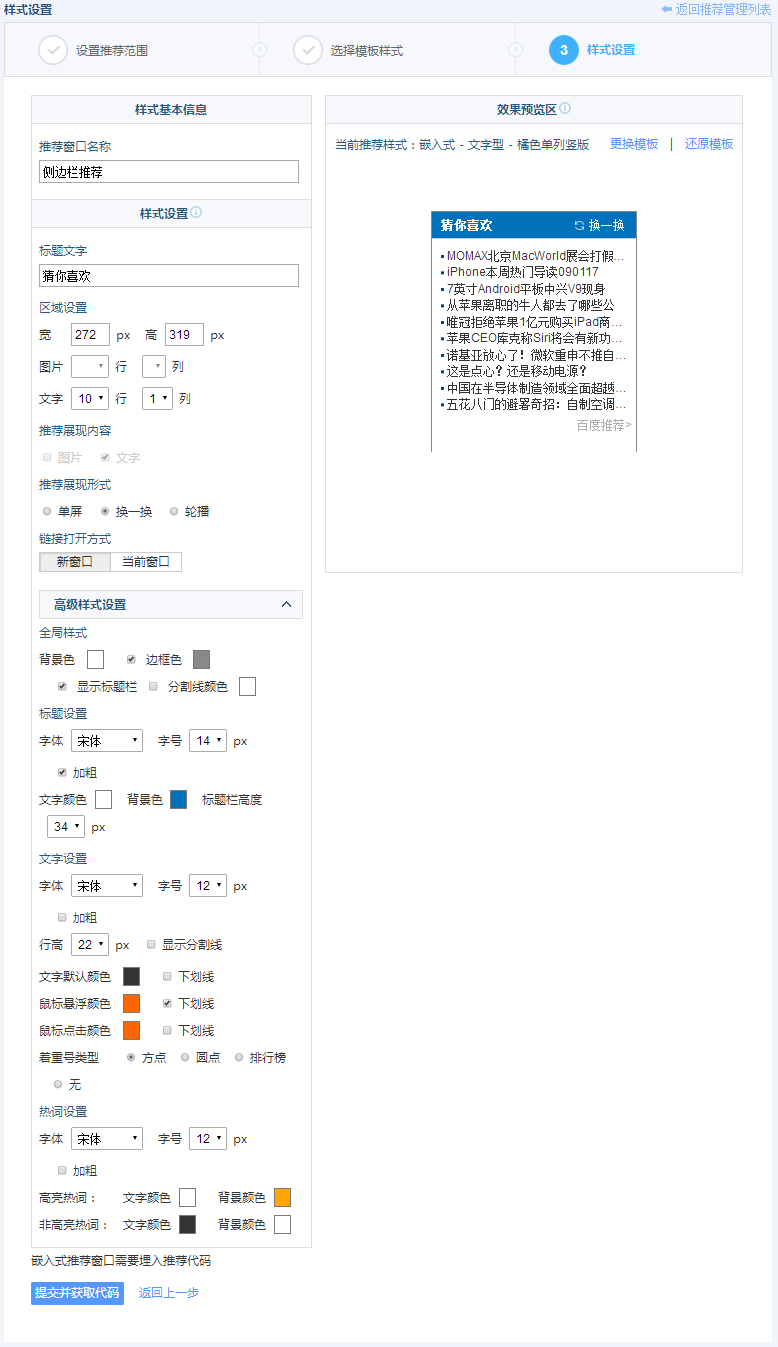 样式设置
返回推荐管理列表
设置推荐范围
选择模板样式
3 样式设置
样式基本信息
推荐窗口名称
侧边栏推荐
样式设置
标题文字
猜你喜欢
区域设置
宽 272 px 高 319 px
图片 行 列
文字 10 行 1 列
推荐展现内容
图片 文字
推荐展现形式
单屏 换一换 轮播
链接打开方式
新窗口 当前窗口
高级样式设置
全局样式
背景色 边框色
显示标题栏 分割线颜色
标题设置
字体 宋体 字号 14 px
加粗
文字颜色 背景色 标题栏高度
34 px
文字设置
字体 宋体 字号 12 px
加粗
行高 22 px 显示分割线
文字默认颜色 下划线
鼠标悬浮颜色 下划线
鼠标点击颜色 下划线
着重号类型 方点 圆点 排行榜
无
热词设置
字体 宋体 字号 12 px
加粗
高亮热词： 文字颜色 背景颜色
非高亮热词： 文字颜色 背景颜色
嵌入式推荐窗口需要埋入推荐代码
提交并获取代码 返回上一步
效果预览区
当前推荐样式：嵌入式 - 文字型 - 橘色单列竖版 更换模板 | 还原模板
猜你喜欢 换一换
MOMAX北京MacWorld展会打假...
iPhone本周热门导读090117
7英寸Android平板中兴V9现身
从苹果离职的牛人都去了哪些公
唯冠拒绝苹果1亿元购买iPad商...
苹果CEO库克称Siri将会有新功...
诺基亚放心了！微软重申不推自...
这是点心？还是移动电源？
中国在半导体制造领域全面超越...
五花八门的避暑奇招：自制空调...
百度推荐>